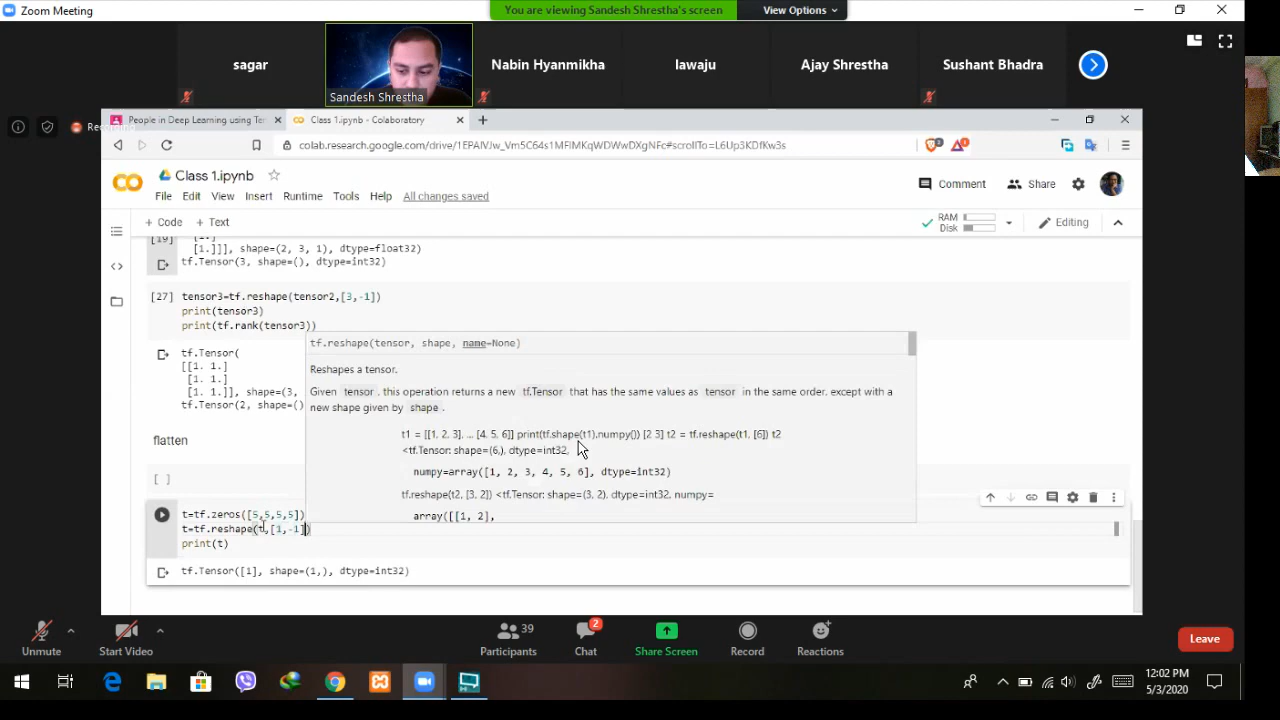 Zoom Meeting
You are viewing Sandesh Shrestha's screen
View Options
sagar
Sandesh Shrestha
Nabin Hyanmikha
lawaju
Ajay Shrestha
Sushant Bhadra
Recording
People in Deep Learning using Ter
Class 1.ipynb - Colaboratory
colab.research.google.com/drive/1EPAlVJw_Vm5C64s1MFlMKqWDWwDXgNFc#scrollTo=L6Up3KDfKw3s
Class 1.ipynb
Comment
Share
File Edit View Insert Runtime Tools Help All changes saved
+ Code + Text
RAM
Disk
Editing
[19] [1.]
[1.]]], shape=(2, 3, 1), dtype=float32)
tf.Tensor(3, shape=(), dtype=int32)
[27] tensor3=tf.reshape(tensor2,[3,-1])
print(tensor3)
print(tf.rank(tensor3))
tf.Tensor(
[[1. 1.]
[1. 1.]
[1. 1.]], shape=(3,
tf.Tensor(2, shape=()
tf.reshape(tensor, shape, name=None)
Reshapes a tensor.
Given tensor, this operation returns a new tf.Tensor that has the same values as tensor in the same order, except with a
new shape given by shape.
t1 = [[1, 2, 3], ... [4, 5, 6]] print(tf.shape(t1).numpy()) [2 3] t2 = tf.reshape(t1, [6]) t2
<tf.Tensor: shape=(6,), dtype=int32,
numpy=array([1, 2, 3, 4, 5, 6], dtype=int32)
tf.reshape(t2, [3, 2]) <tf.Tensor: shape=(3, 2), dtype=int32, numpy=
array([[1, 2],
flatten
[ ]
t=tf.zeros([5,5,5,5])
t=tf.reshape(t,[1,-1])
print(t)
tf.Tensor([1], shape=(1,), dtype=int32)
Unmute
Start Video
39
Participants
2
Chat
Share Screen
Record
Reactions
Leave
12:02 PM
5/3/2020